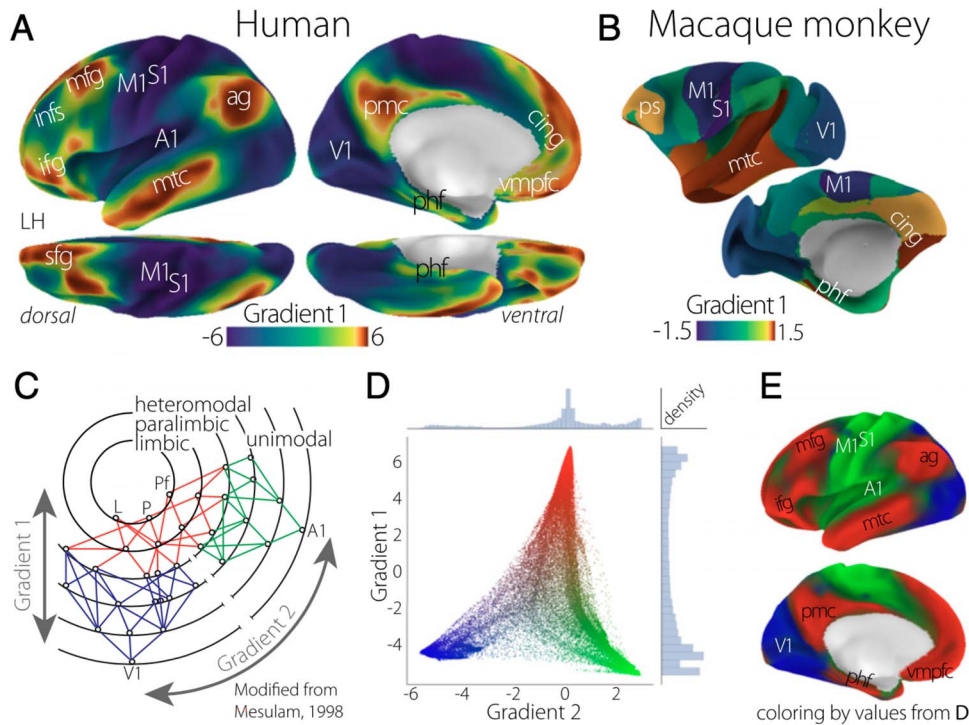 A Human
mfg
M1 S1
infs
ag
A1
ifg
mtc
LH
pmc
V1
cing
vmpfc
phf
sfg
M1 S1
dorsal
phf
ventral
Gradient 1
-6 6
B Macaque monkey
ps
M1
S1
V1
mtc
M1
cing
phf
Gradient 1
-1.5 1.5
C
heteromodal
paralimbic
limbic
unimodal
Pf
L P
A1
Gradient 1
Gradient 2
V1
Modified from
Mesulam, 1998
D
density
6
4
2
0
-2
-4
Gradient 1
-6 -4 -2 0 2
Gradient 2
E
mfg
M1 S1
ag
A1
ifg
mtc
pmc
V1
vmpfc
phf
coloring by values from D